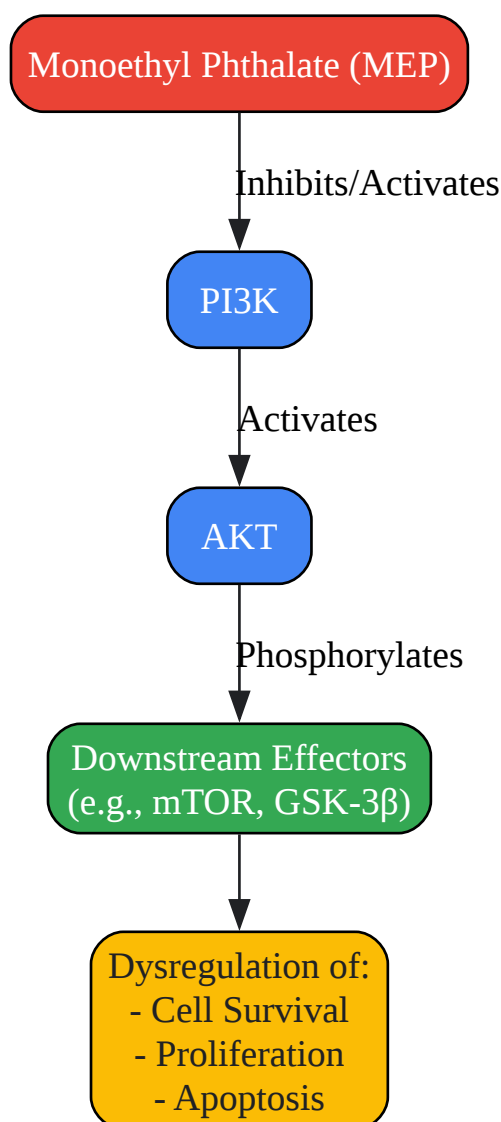 Monoethyl Phthalate (MEP)
Inhibits/Activates
PI3K
Activates
AKT
Phosphorylates
Downstream Effectors
(e.g., mTOR, GSK-3β)
Dysregulation of:
- Cell Survival
- Proliferation
- Apoptosis